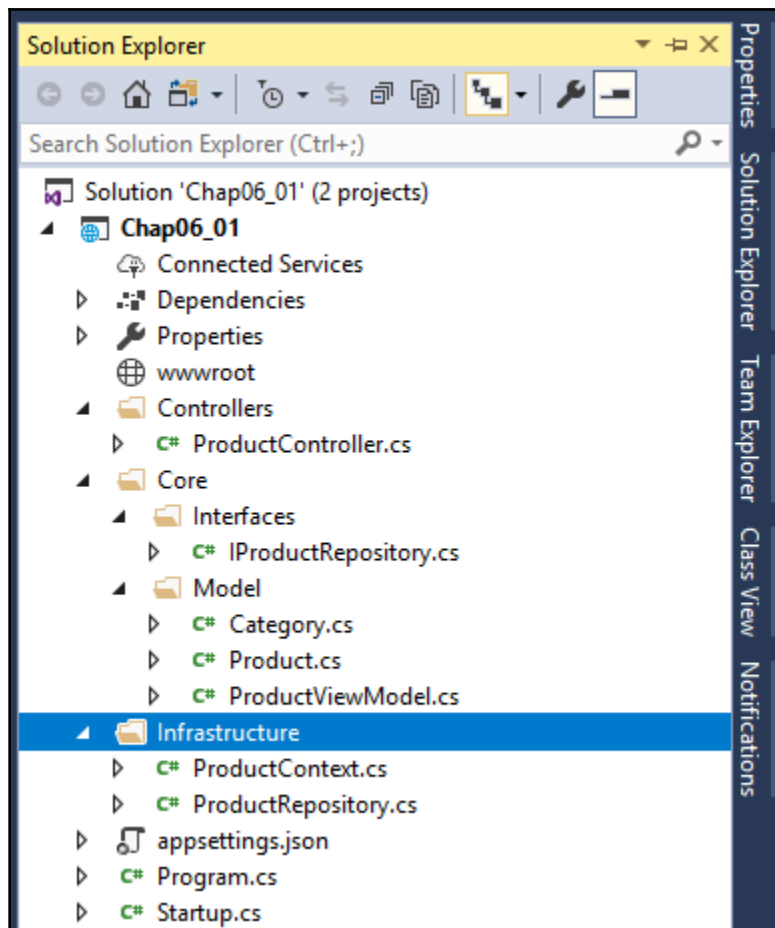 Solution Explorer
Search Solution Explorer (Ctrl+;)
Solution 'Chap06_01' (2 projects)
Chap06_01
Connected Services
Dependencies
Properties
wwwroot
Controllers
C# ProductController.cs
Core
Interfaces
C# IProductRepository.cs
Model
C# Category.cs
C# Product.cs
C# ProductViewModel.cs
Infrastructure
C# ProductContext.cs
C# ProductRepository.cs
appsettings.json
C# Program.cs
C# Startup.cs
Properties
Solution Explorer
Team Explorer
Class View
Notifications